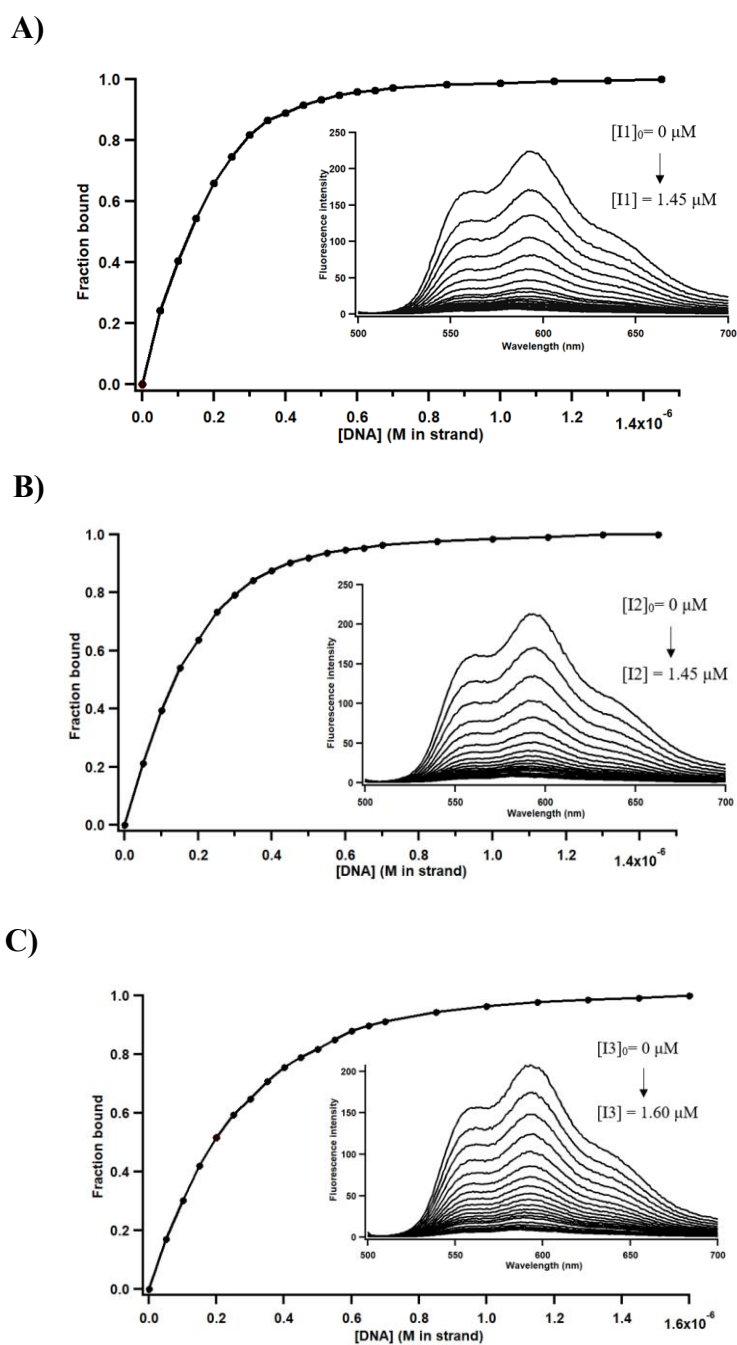 A)
1.0
0.8
0.6
0.4
0.2
0.0
Fraction bound
0.0 0.2 0.4 0.6 0.8 1.0 1.2 1.4x10⁻⁶
[DNA] (M in strand)
250
200
150
100
50
0
Fluorescence intensity
500 550 600 650 700
Wavelength (nm)
[I1]₀= 0 µM
[I1] = 1.45 µM
B)
1.0
0.8
0.6
0.4
0.2
0.0
Fraction bound
0.0 0.2 0.4 0.6 0.8 1.0 1.2 1.4x10⁻⁶
[DNA] (M in strand)
250
200
150
100
50
0
Fluorescence intensity
500 550 600 650 700
Wavelength (nm)
[I2]₀= 0 µM
[I2] = 1.45 µM
C)
1.0
0.8
0.6
0.4
0.2
0.0
Fraction bound
0.0 0.2 0.4 0.6 0.8 1.0 1.2 1.4 1.6x10⁻⁶
[DNA] (M in strand)
200
150
100
50
0
Fluorescence intensity
500 550 600 650 700
Wavelength (nm)
[I3]₀= 0 µM
[I3] = 1.60 µM